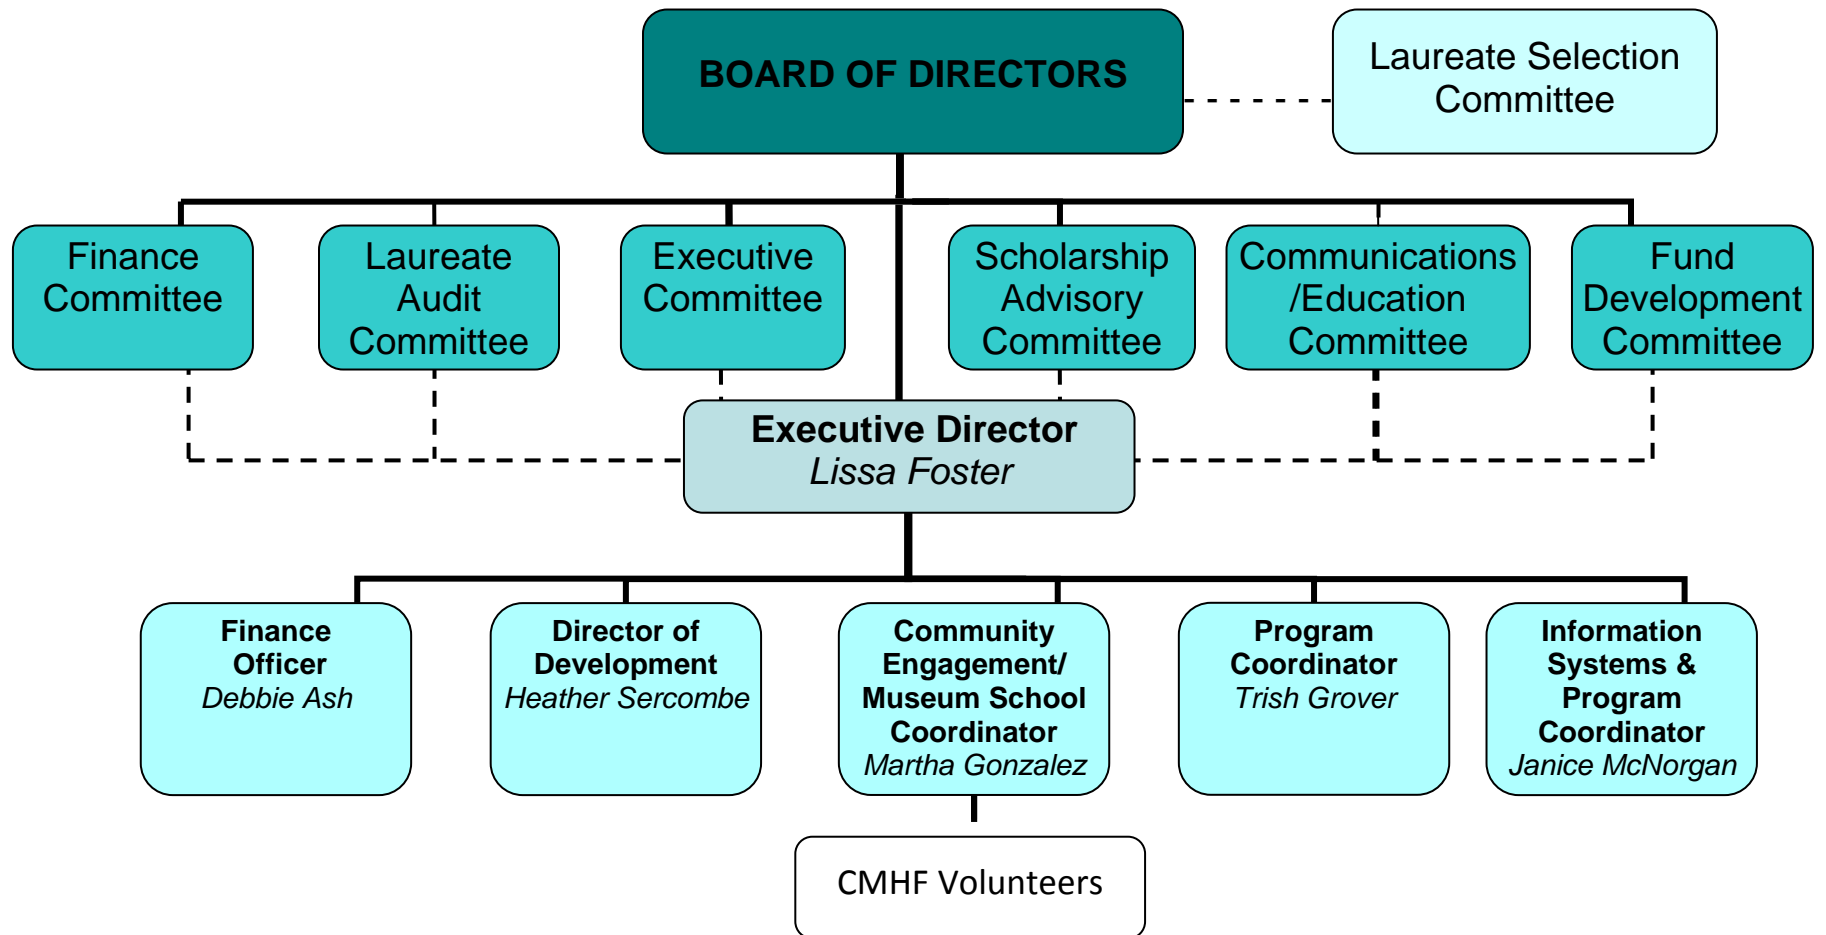 BOARD OF DIRECTORS
Laureate Selection
Committee
Finance
Committee
Laureate
Audit
Committee
Executive
Committee
Scholarship
Advisory
Committee
Communications
/Education
Committee
Fund
Development
Committee
Executive Director
Lissa Foster
Finance
Officer
Debbie Ash
Director of
Development
Heather Sercombe
Community
Engagement/
Museum School
Coordinator
Martha Gonzalez
Program
Coordinator
Trish Grover
Information
Systems &
Program
Coordinator
Janice McNorgan
CMHF Volunteers